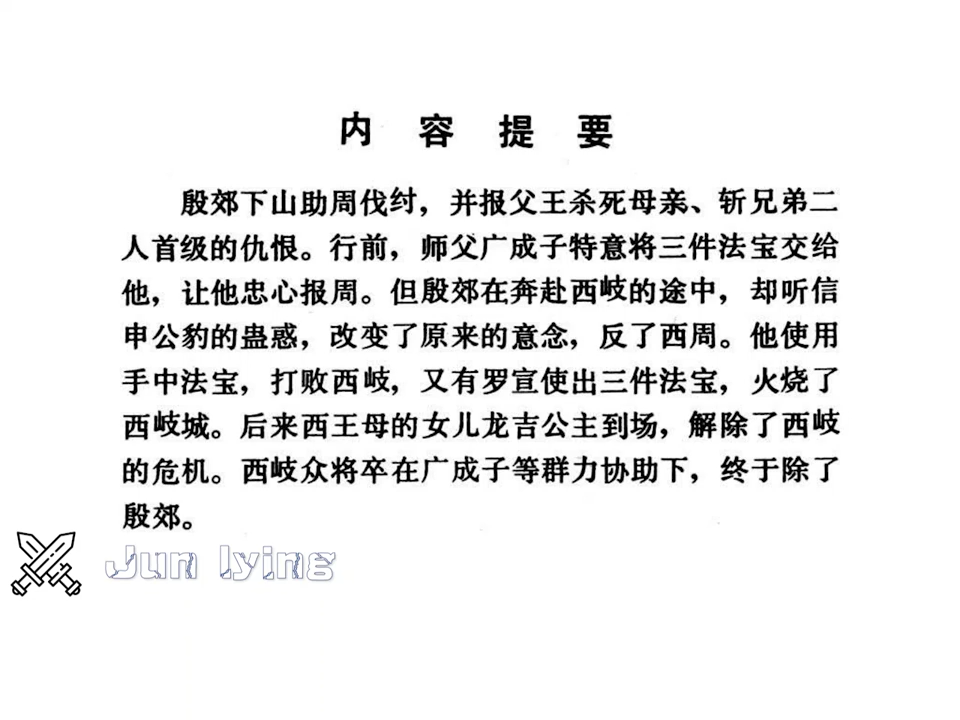 内容提要
殷郊下山助周伐纣，并报父王杀死母亲、斩兄弟二
人首级的仇恨。行前，师父广成子特意将三件法宝交给
他，让他忠心报周。但殷郊在奔赴西岐的途中，却听信
申公豹的蛊惑，改变了原来的意念，反了西周。他使用
手中法宝，打败西岐，又有罗宣使出三件法宝，火烧了
西岐城。后来西王母的女儿龙吉公主到场，解除了西岐
的危机。西岐众将卒在广成子等群力协助下，终于除了
殷郊。
Jun lying